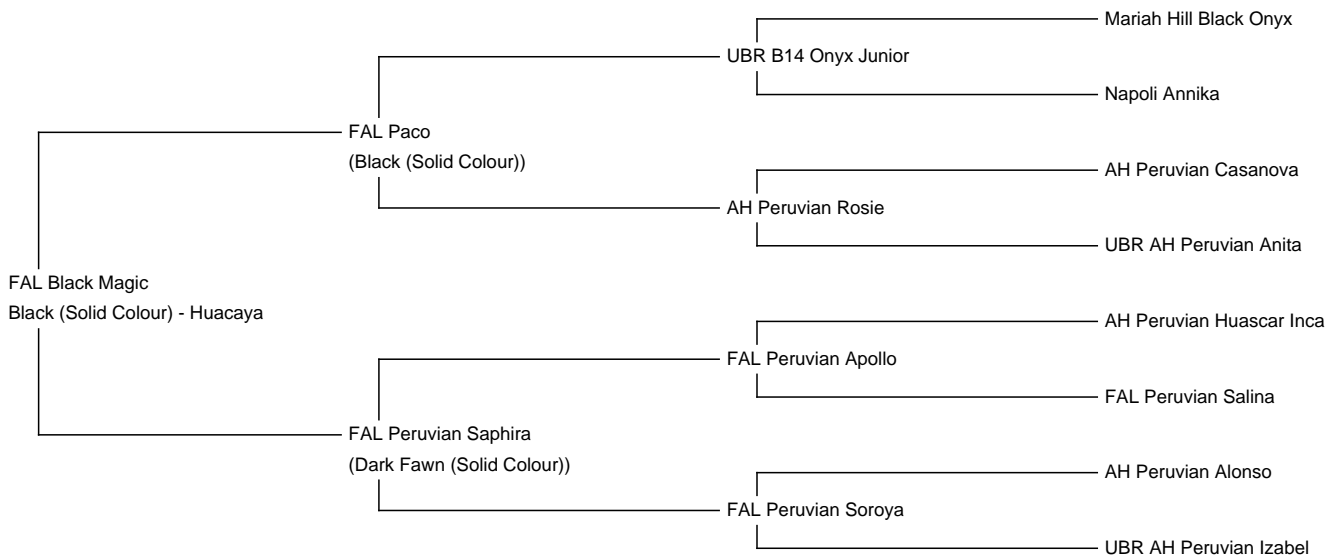 Mariah Hill Black Onyx
UBR B14 Onyx Junior
Napoli Annika
FAL Paco
(Black (Solid Colour))
AH Peruvian Casanova
AH Peruvian Rosie
UBR AH Peruvian Anita
FAL Black Magic
Black (Solid Colour) - Huacaya
AH Peruvian Huascar Inca
FAL Peruvian Apollo
FAL Peruvian Salina
FAL Peruvian Saphira
(Dark Fawn (Solid Colour))
AH Peruvian Alonso
FAL Peruvian Soroya
UBR AH Peruvian Izabel